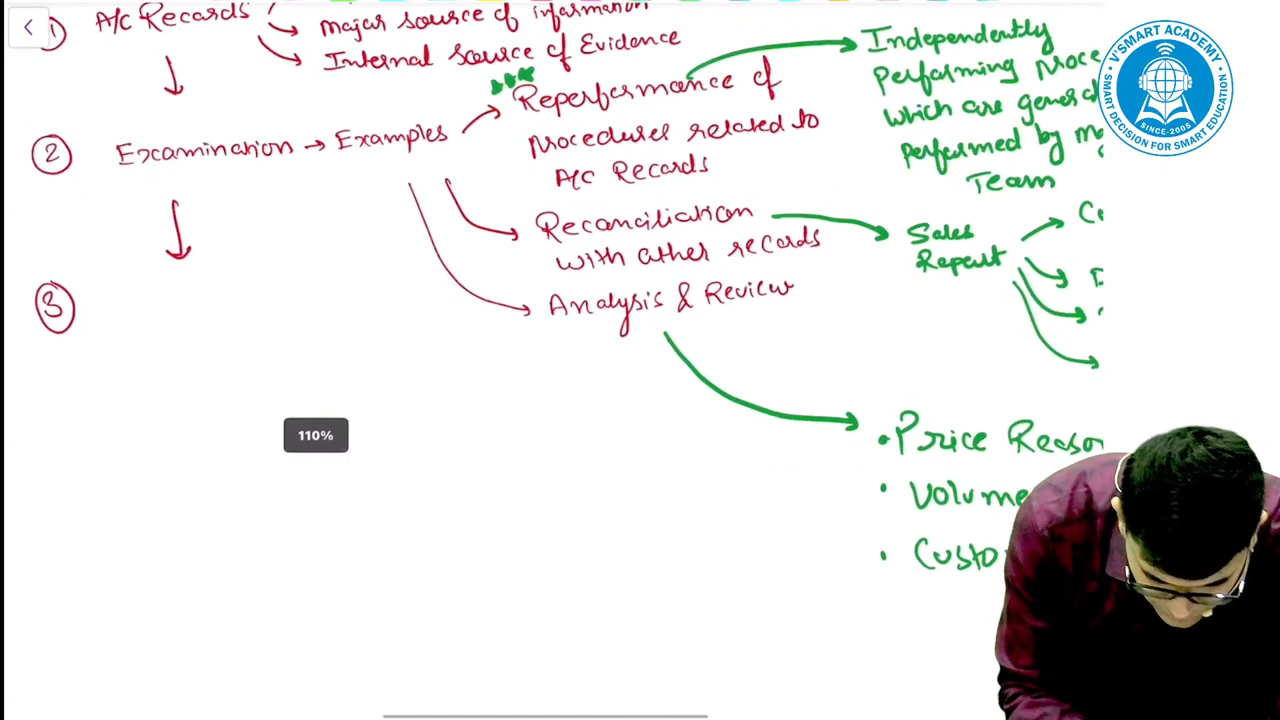 1 A/C Records
Major source of information
Internal source of Evidence
2 Examination → Examples
Reperformance of
Procedures related to
A/C Records
Reconciliation
with other records
Analysis & Review
3
Independently
Performing
which are
Performed by
Team
Sales
Report
• Price
• Volume
•
110%
V'SMART ACADEMY
SINCE-2005
SMART DECISION FOR SMART EDUCATION